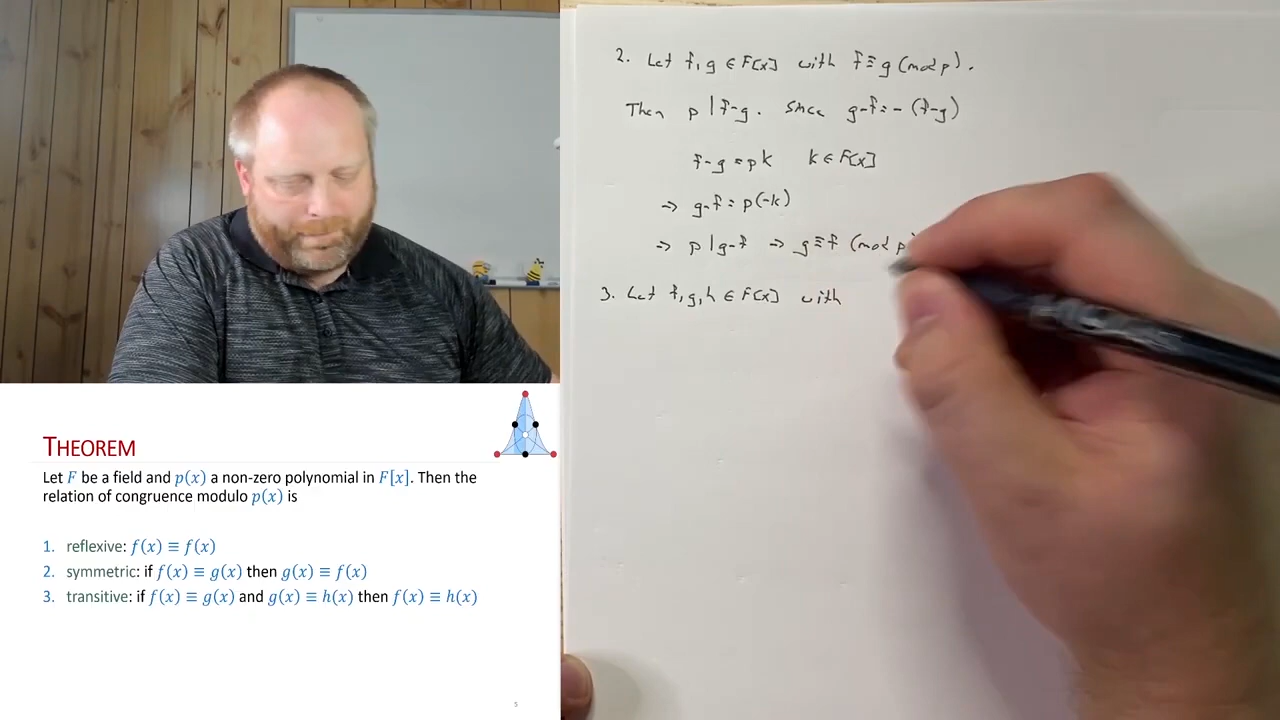 2. Let f, g ∈ F[x] with f ≡ g (mod p).
Then p | f-g. Since g-f = -(f-g)
f-g = pk k ∈ F[x]
⇒ g-f = p(-k)
⇒ p | g-f ⇒ g ≡ f (mod p)
3. Let f, g, h ∈ F[x] with
THEOREM
Let F be a field and p(x) a non-zero polynomial in F[x]. Then the
relation of congruence modulo p(x) is
1. reflexive: f(x) ≡ f(x)
2. symmetric: if f(x) ≡ g(x) then g(x) ≡ f(x)
3. transitive: if f(x) ≡ g(x) and g(x) ≡ h(x) then f(x) ≡ h(x)
5